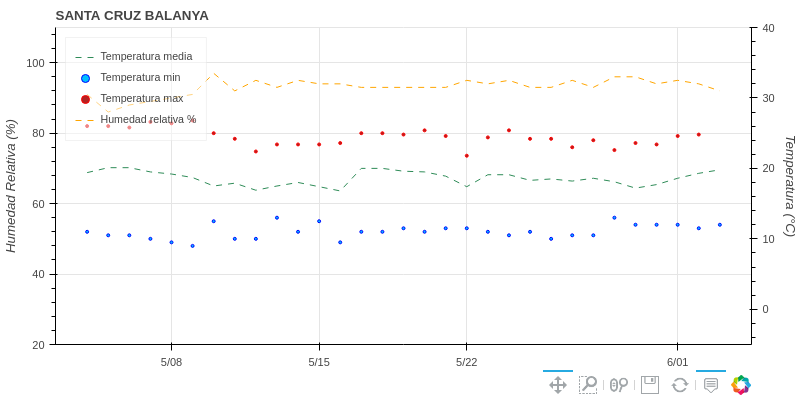 SANTA CRUZ BALANYA
Temperatura media
Temperatura min
Temperatura max
Humedad relativa %
Humedad Relativa (%)
100
80
60
40
20
Temperatura (°C)
40
30
20
10
0
5/08
5/15
5/22
6/01